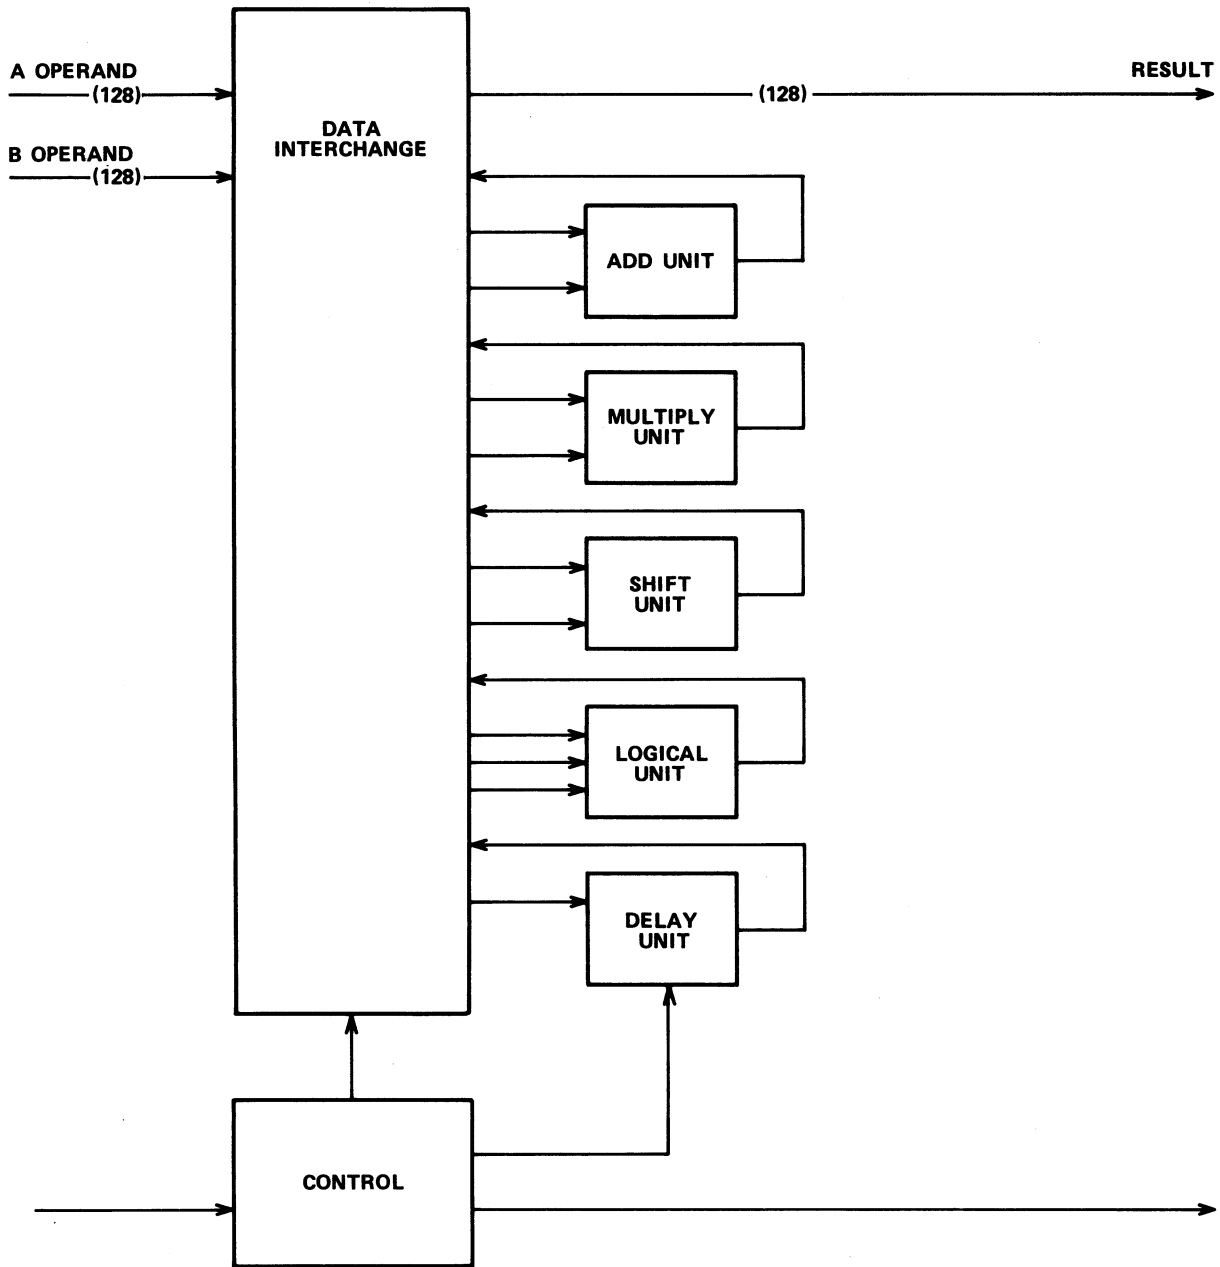 A OPERAND
(128)
RESULT
(128)
DATA
INTERCHANGE
B OPERAND
(128)
ADD UNIT
MULTIPLY
UNIT
SHIFT
UNIT
LOGICAL
UNIT
DELAY
UNIT
CONTROL